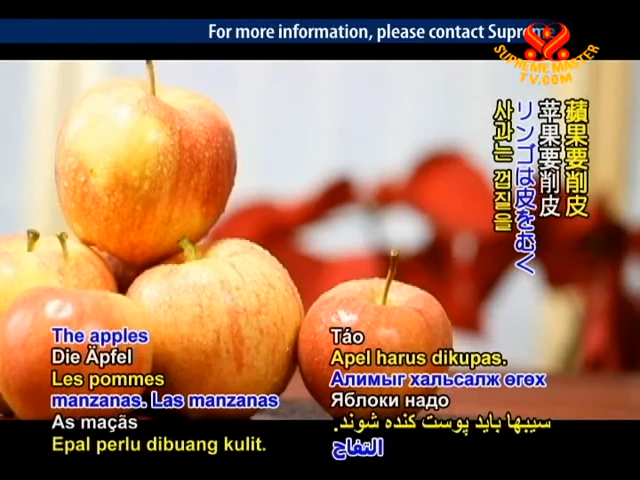 For more information, please contact Supreme
SUPREME MASTER
TV.COM
蘋果要削皮
苹果要削皮
リンゴは皮をむく
사과는 껍질을
The apples
Die Äpfel
Les pommes
manzanas. Las manzanas
As maçãs
Epal perlu dibuang kulit.
Táo
Apel harus dikupas.
Алимыг хальсалж өгөх
Яблоки надо
سیبها باید پوست کنده شوند.
التفاح